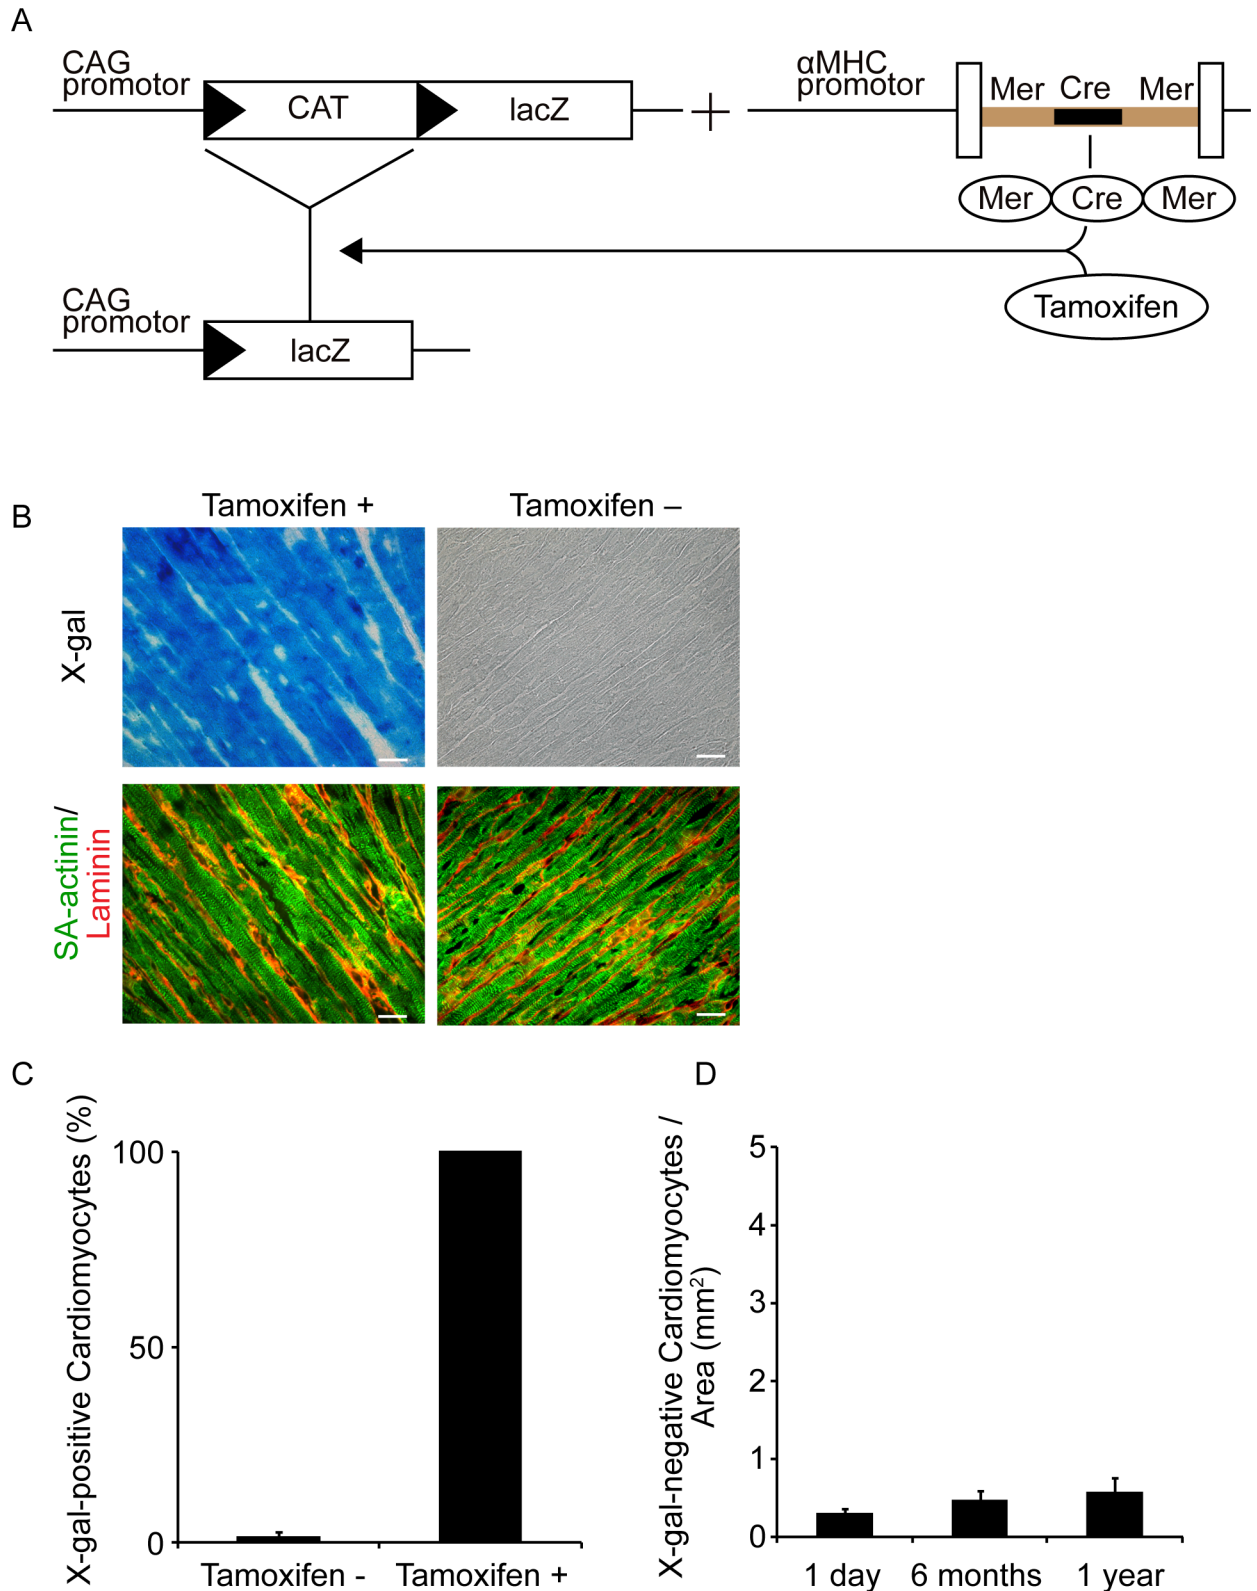 A
CAG
promotor
CAT
lacZ
+
αMHC
promotor
Mer Cre Mer
Mer Cre Mer
Tamoxifen
CAG
promotor
lacZ
B
Tamoxifen +
Tamoxifen –
X-gal
SA-actinin/
Laminin
C
X-gal-positive Cardiomyocytes (%)
100
50
0
Tamoxifen -
Tamoxifen +
D
X-gal-negative Cardiomyocytes /
Area (mm²)
5
4
3
2
1
0
1 day
6 months
1 year